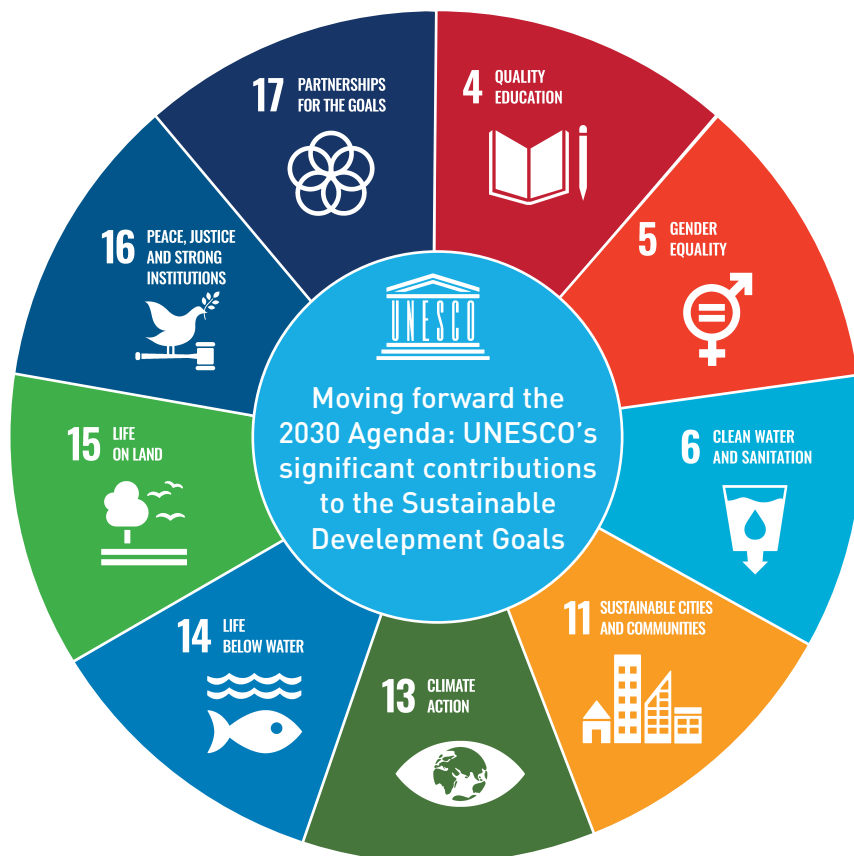 17 PARTNERSHIPS
FOR THE GOALS
4 QUALITY
EDUCATION
5 GENDER
EQUALITY
6 CLEAN WATER
AND SANITATION
11 SUSTAINABLE CITIES
AND COMMUNITIES
13 CLIMATE
ACTION
14 LIFE
BELOW WATER
15 LIFE
ON LAND
16 PEACE, JUSTICE
AND STRONG
INSTITUTIONS
UNESCO
Moving forward the
2030 Agenda: UNESCO’s
significant contributions
to the Sustainable
Develepment Goals